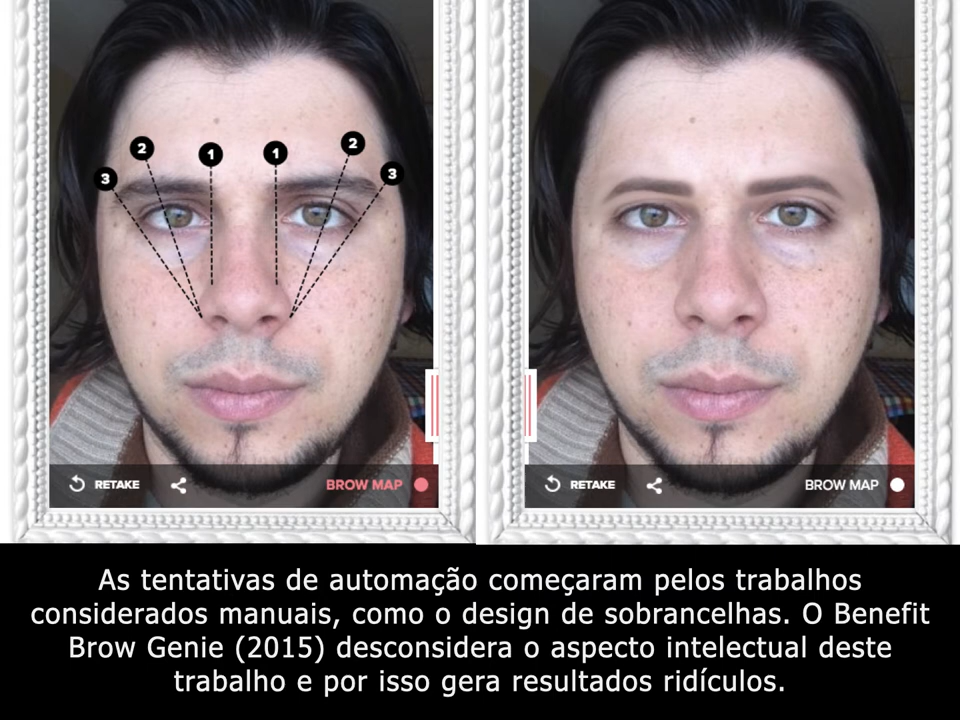 2 1 1 2
3 3
RETAKE BROW MAP RETAKE BROW MAP
As tentativas de automação começaram pelos trabalhos
considerados manuais, como o design de sobrancelhas. O Benefit
Brow Genie (2015) desconsidera o aspecto intelectual deste
trabalho e por isso gera resultados ridículos.